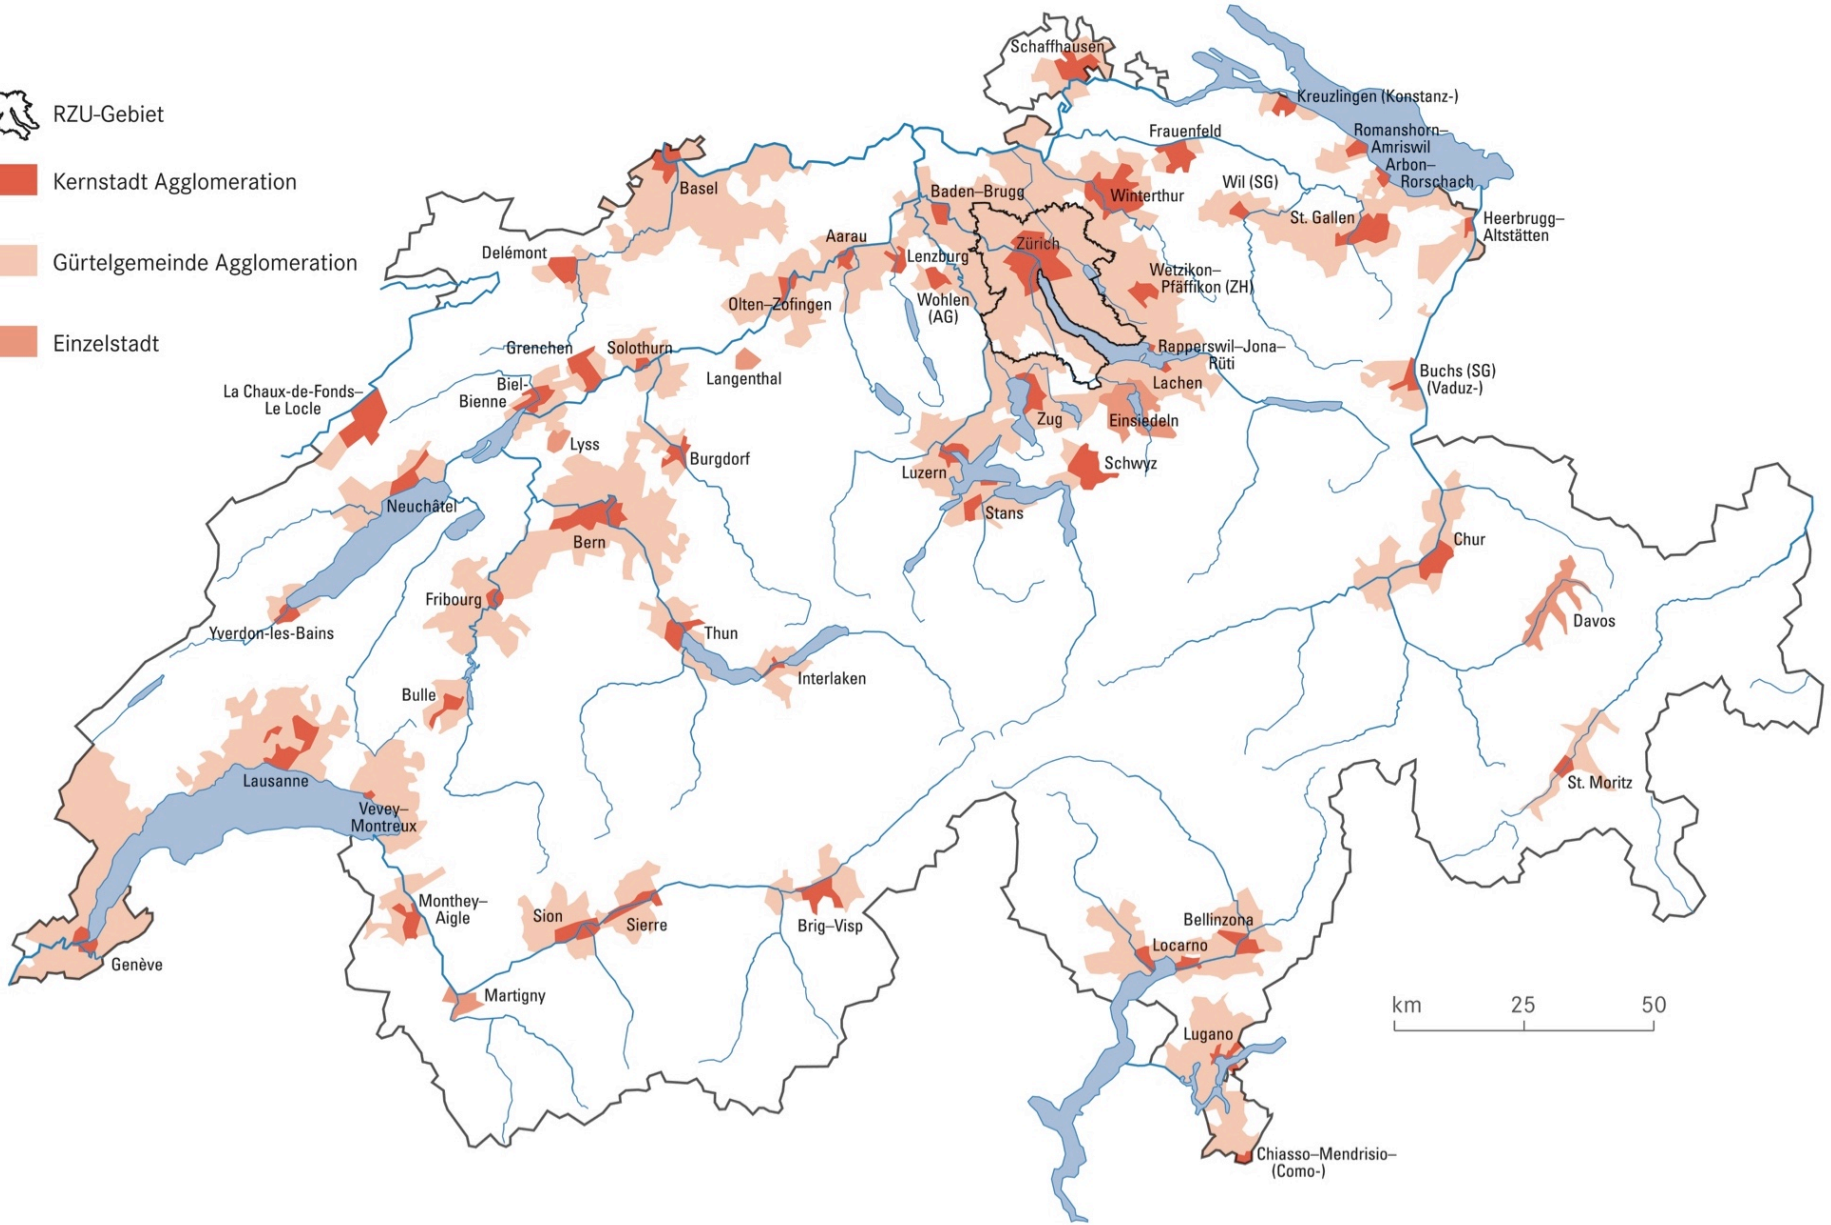 RZU-Gebiet
Kernstadt Agglomeration
Gürtelgemeinde Agglomeration
Einzelstadt
Schaffhausen
Kreuzlingen (Konstanz-)
Frauenfeld
Romanshorn–
Amriswil
Arbon–
Rorschach
Basel
Baden–Brugg
Winterthur
Wil (SG)
St. Gallen
Heerbrugg–
Altstätten
Delémont
Aarau
Lenzburg
Zürich
Wetzikon–
Pfäffikon (ZH)
Olten–Zofingen
Wohlen
(AG)
Grenchen
Solothurn
Langenthal
Rapperswil–Jona–
Rüti
Lachen
Buchs (SG)
(Vaduz-)
La Chaux-de-Fonds–
Le Locle
Biel-
Bienne
Lyss
Burgdorf
Zug
Einsiedeln
Luzern
Schwyz
Neuchâtel
Stans
Bern
Chur
Fribourg
Davos
Yverdon-les-Bains
Thun
Interlaken
Bulle
Lausanne
St. Moritz
Vevey–
Montreux
Monthey–
Aigle
Sion
Sierre
Brig–Visp
Bellinzona
Locarno
Genève
Martigny
km 25 50
Lugano
Chiasso–Mendrisio–
(Como-)